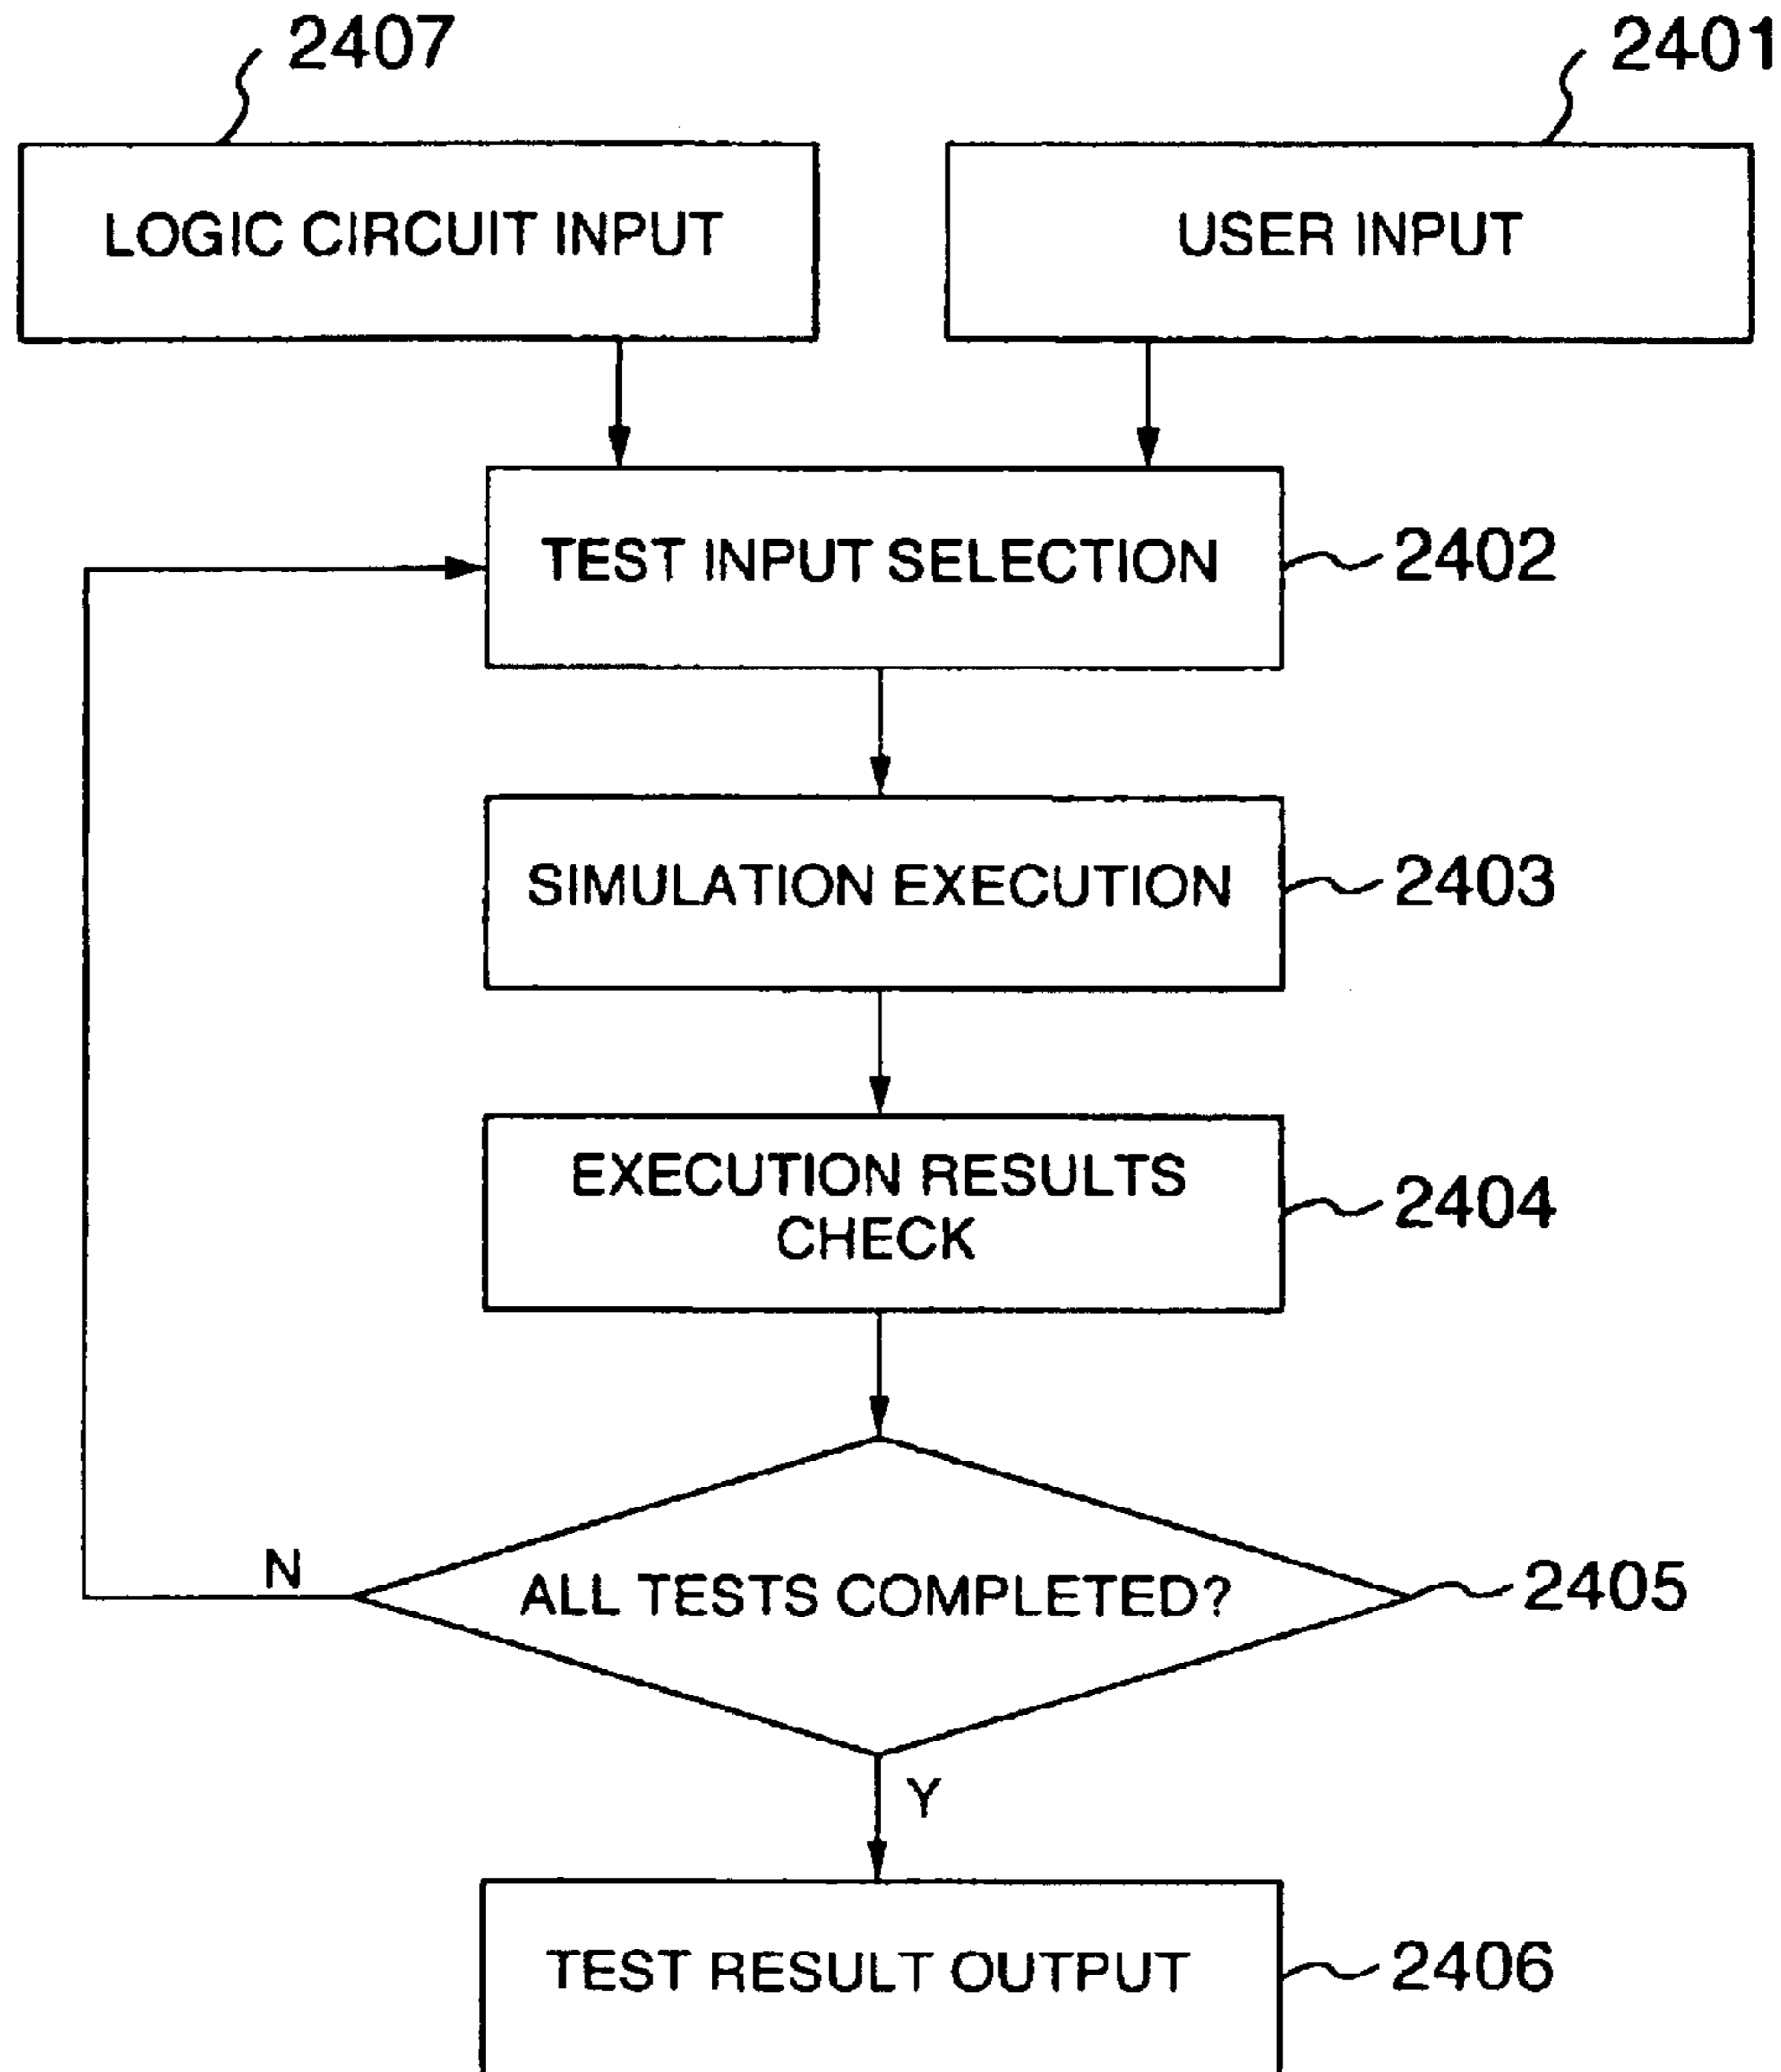 2407
2401
LOGIC CIRCUIT INPUT
USER INPUT
TEST INPUT SELECTION
2402
SIMULATION EXECUTION
2403
EXECUTION RESULTS
CHECK
2404
N
ALL TESTS COMPLETED?
2405
Y
TEST RESULT OUTPUT
2406